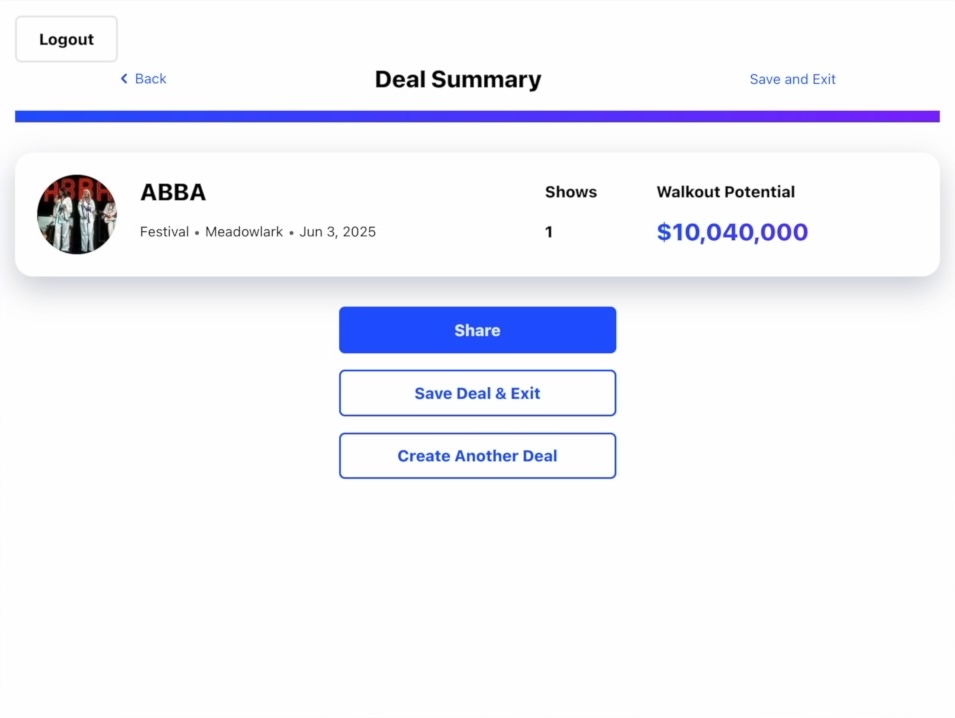 Logout
Back
Deal Summary
Save and Exit
ABBA
Shows
Walkout Potential
Festival • Meadowlark • Jun 3, 2025
1
$10,040,000
Share
Save Deal & Exit
Create Another Deal